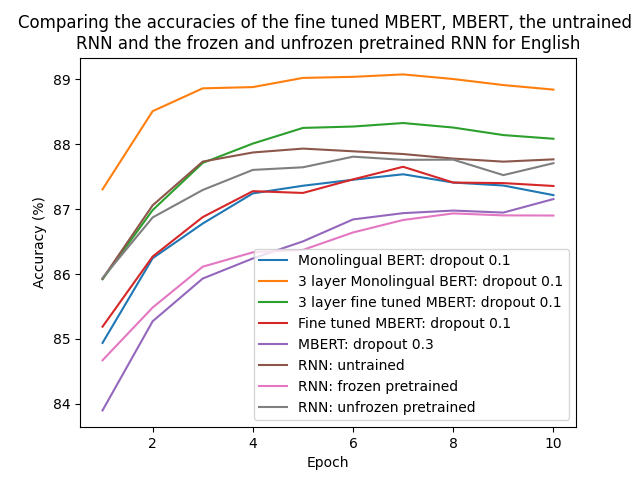 Comparing the accuracies of the fine tuned MBERT, MBERT, the untrained
RNN and the frozen and unfrozen pretrained RNN for English
89
88
87
86
85
84
Accuracy (%)
Monolingual BERT: dropout 0.1
3 layer Monolingual BERT: dropout 0.1
3 layer fine tuned MBERT: dropout 0.1
Fine tuned MBERT: dropout 0.1
MBERT: dropout 0.3
RNN: untrained
RNN: frozen pretrained
RNN: unfrozen pretrained
2 4 6 8 10
Epoch